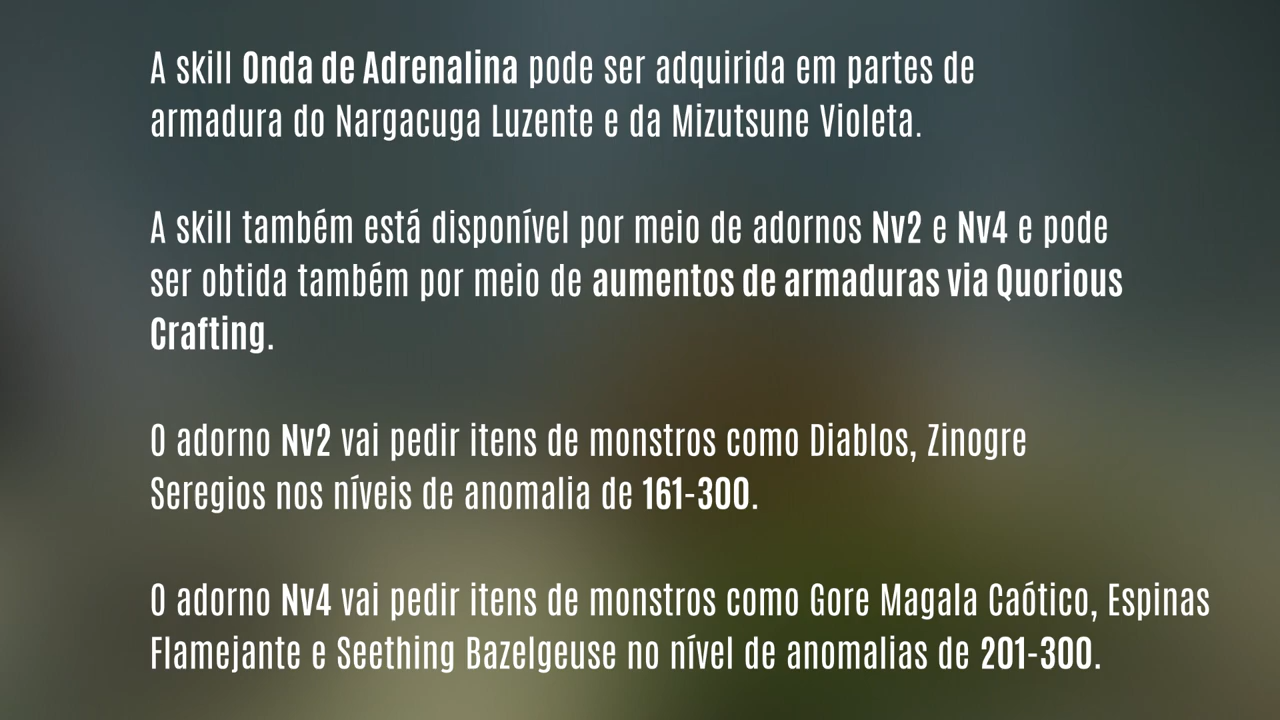 A skill Onda de Adrenalina pode ser adquirida em partes de
armadura do Nargacuga Luzente e da Mizutsune Violeta.
A skill também está disponível por meio de adornos Nv2 e Nv4 e pode
ser obtida também por meio de aumentos de armaduras via Quorious
Crafting.
O adorno Nv2 vai pedir itens de monstros como Diablos, Zinogre
Seregios nos níveis de anomalia de 161-300.
O adorno Nv4 vai pedir itens de monstros como Gore Magala Caótico, Espinas
Flamejante e Seething Bazelgeuse no nível de anomalias de 201-300.